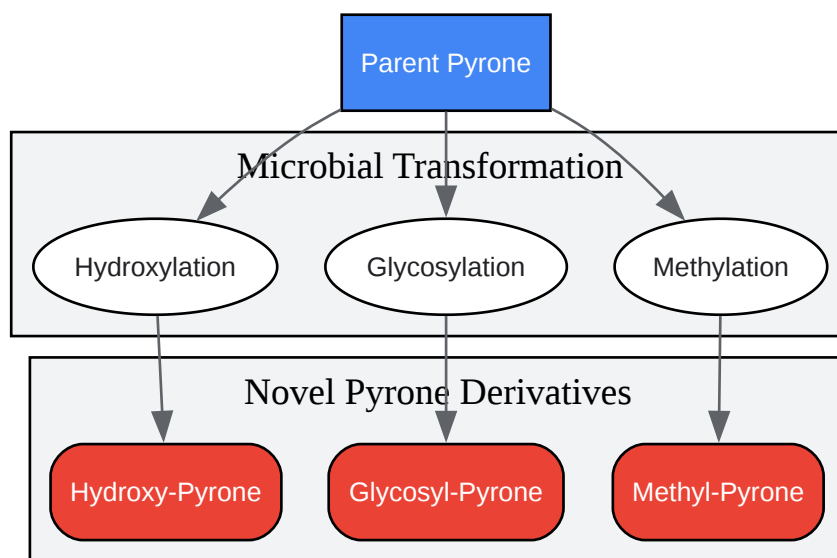 Parent Pyrone
Microbial Transformation
Hydroxylation
Glycosylation
Methylation
Novel Pyrone Derivatives
Hydroxy-Pyrone
Glycosyl-Pyrone
Methyl-Pyrone